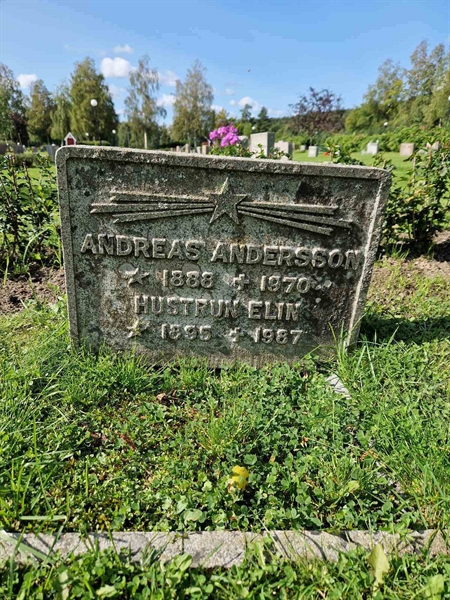 ANDREAS ANDERSSON
★ 1888 + 1970
HUSTRUN ELIN
★ 1895 + 1987